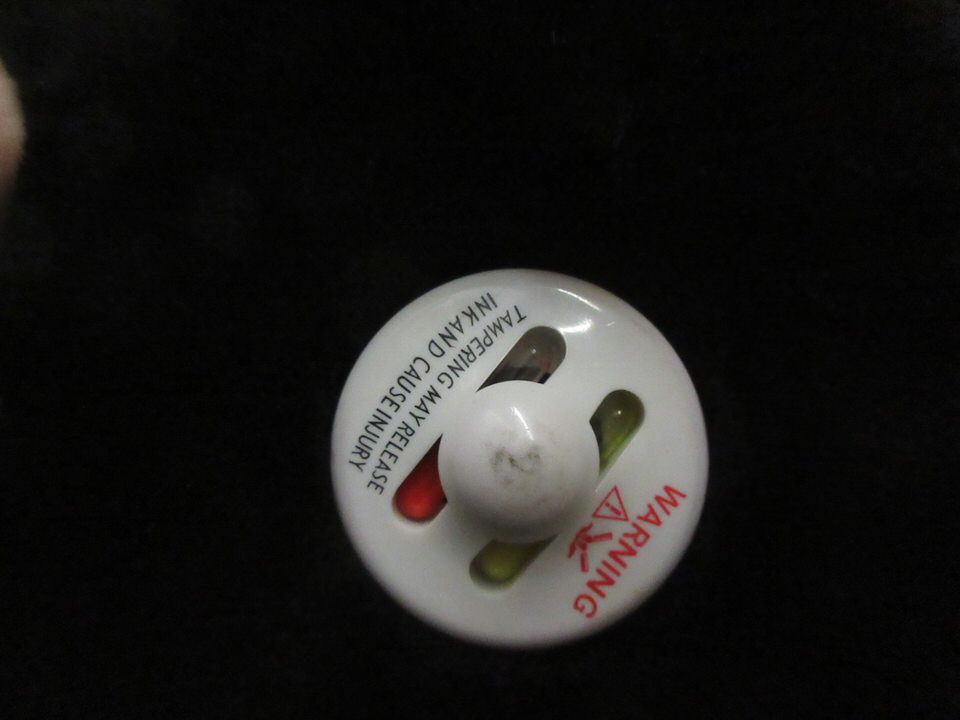 WARNING
TAMPERING MAY RELEASE
INK AND CAUSE INJURY